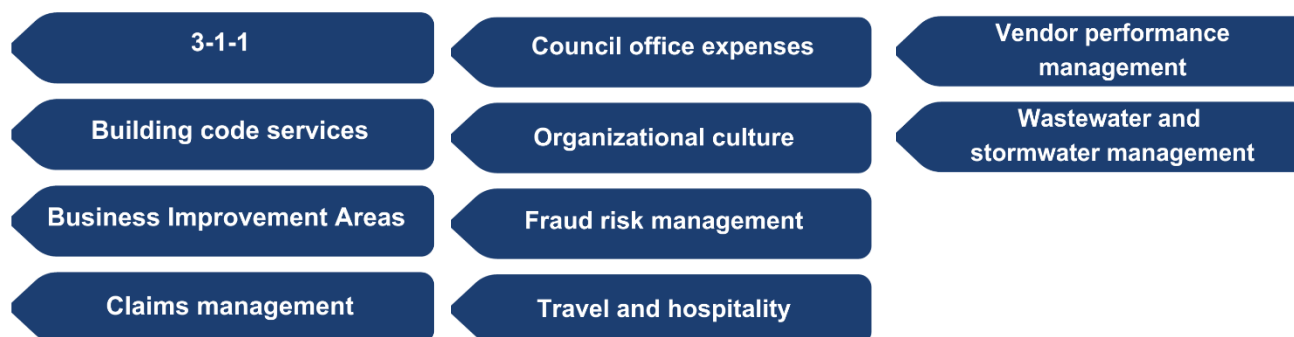 3-1-1
Building code services
Business Improvement Areas
Claims management
Council office expenses
Organizational culture
Fraud risk management
Travel and hospitality
Vendor performance
management
Wastewater and
stormwater management